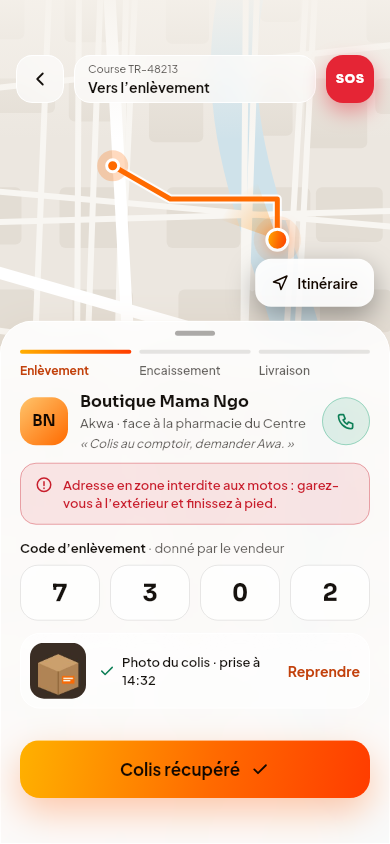 Course TR-48213
Vers l’enlèvement
SOS
Itinéraire
Enlèvement
Encaissement
Livraison
BN
Boutique Mama Ngo
Akwa · face à la pharmacie du Centre
« Colis au comptoir, demander Awa. »
Adresse en zone interdite aux motos : garez-
vous à l’extérieur et finissez à pied.
Code d’enlèvement · donné par le vendeur
7 3 0 2
Photo du colis · prise à
14:32
Reprendre
Colis récupéré